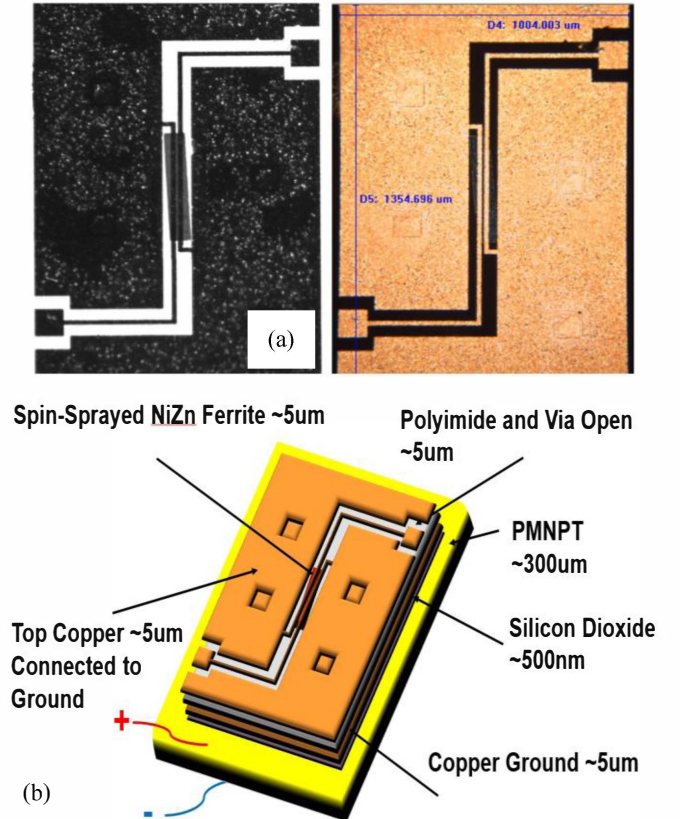 D4: 1004.003 um
D5: 1354.696 um
(a)
Spin-Sprayed NiZn Ferrite ~5um
Polyimide and Via Open
~5um
PMNPT
~300um
Top Copper ~5um
Connected to
Ground
Silicon Dioxide
~500nm
+
Copper Ground ~5um
(b)
-